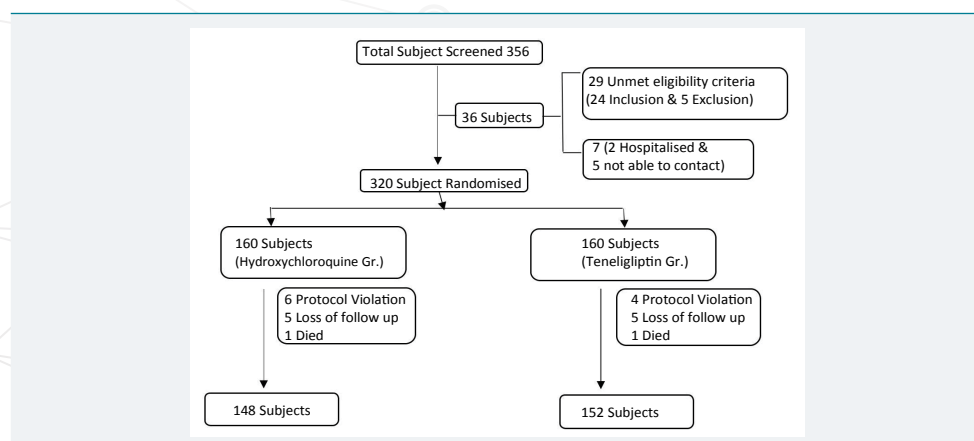 Total Subject Screened 356
29 Unmet eligibility criteria
(24 Inclusion & 5 Exclusion)
36 Subjects
7 (2 Hospitalised &
5 not able to contact)
320 Subject Randomised
160 Subjects
(Hydroxychloroquine Gr.)
160 Subjects
(Teneligliptin Gr.)
6 Protocol Violation
5 Loss of follow up
1 Died
4 Protocol Violation
5 Loss of follow up
1 Died
148 Subjects
152 Subjects